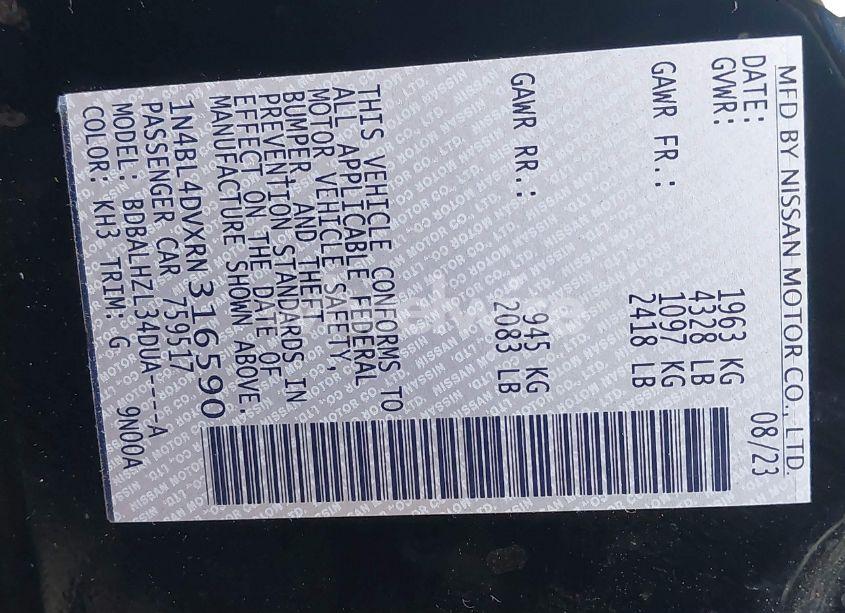 MFD BY NISSAN MOTOR CO., LTD.
DATE: 08/23
GVWR: 1963 KG
4328 LB
GAWR FR.: 1097 KG
2418 LB
GAWR RR.: 945 KG
2083 LB
THIS VEHICLE CONFORMS TO
ALL APPLICABLE FEDERAL
MOTOR VEHICLE SAFETY,
BUMPER, AND THEFT
PREVENTION STANDARDS IN
EFFECT ON THE DATE OF
MANUFACTURE SHOWN ABOVE.
1N4BL4DVXRN316590
PASSENGER CAR 759517
MODEL: BDBALHZL34DUA----A
COLOR: KH3 TRIM: G 9N00A